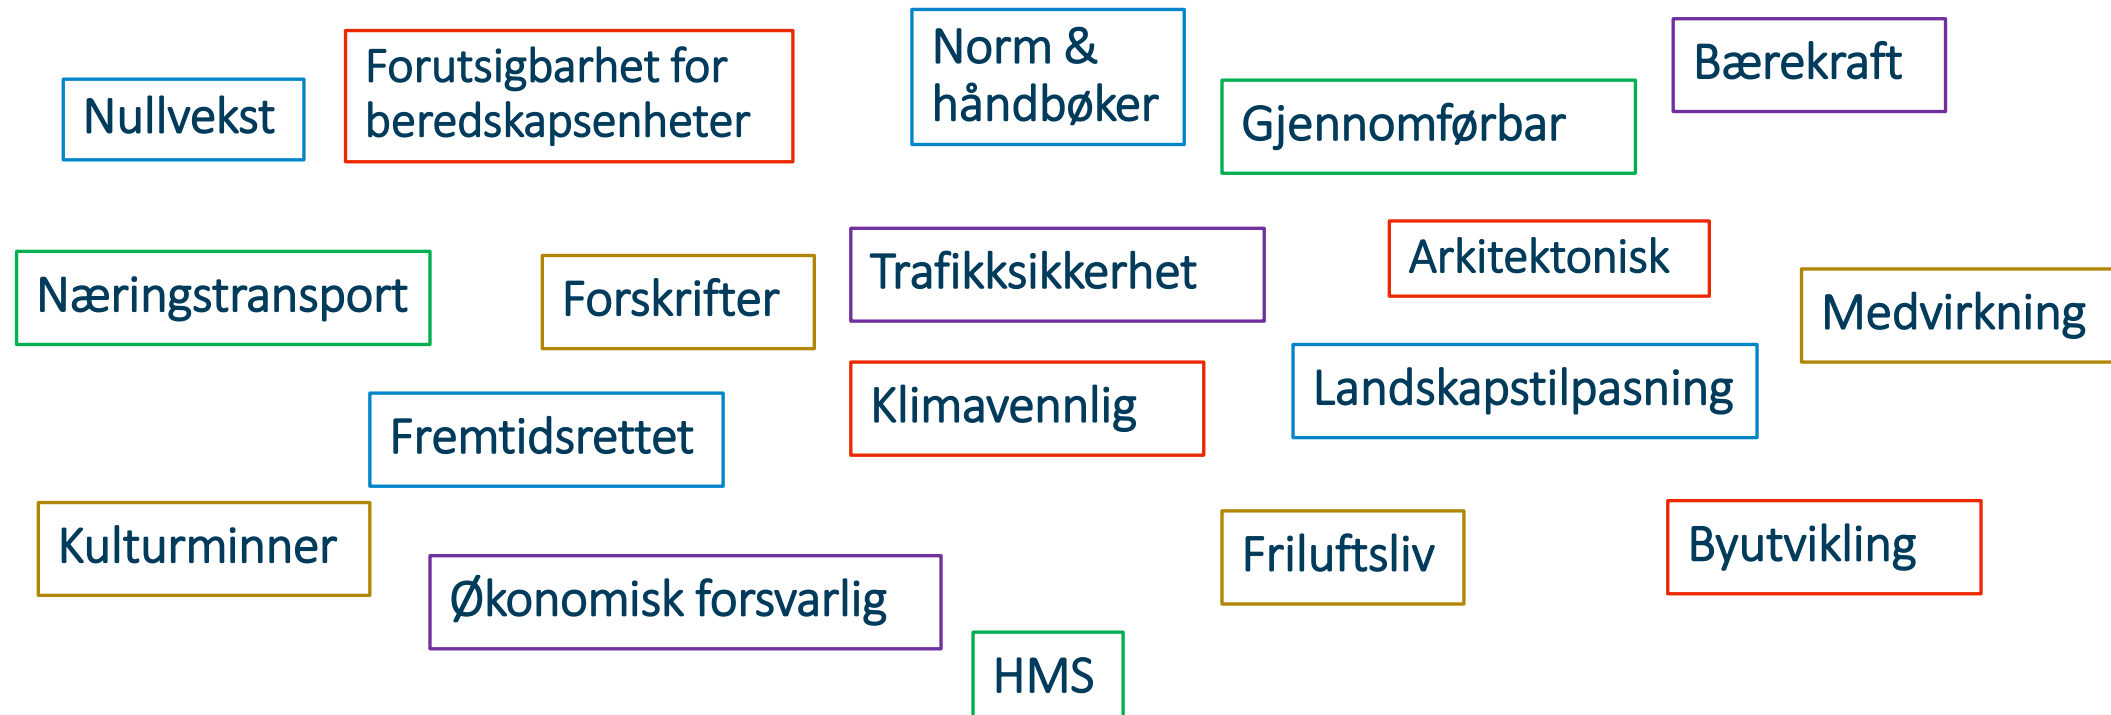 Nullvekst
Forutsigbarhet for
beredskapsenheter
Norm &
håndbøker
Gjennomførbar
Bærekraft
Næringstransport
Forskrifter
Trafikksikkerhet
Arkitektonisk
Medvirkning
Fremtidsrettet
Klimavennlig
Landskapstilpasning
Kulturminner
Økonomisk forsvarlig
HMS
Friluftsliv
Byutvikling